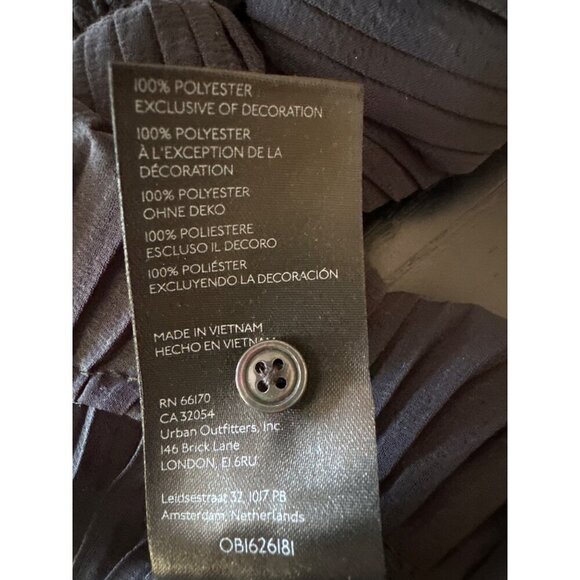 100% POLYESTER
EXCLUSIVE OF DECORATION
100% POLYESTER
À L'EXCEPTION DE LA
DÉCORATION
100% POLYESTER
OHNE DEKO
100% POLIESTERE
ESCLUSO IL DECORO
100% POLIÉSTER
EXCLUYENDO LA DECORACIÓN
MADE IN VIETNAM
HECHO EN VIETNAM
RN 66170
CA 32054
Urban Outfitters, Inc.
146 Brick Lane
LONDON, E1 6RU
Leidsestraat 32, 1017 PB
Amsterdam, Netherlands
OB1626181